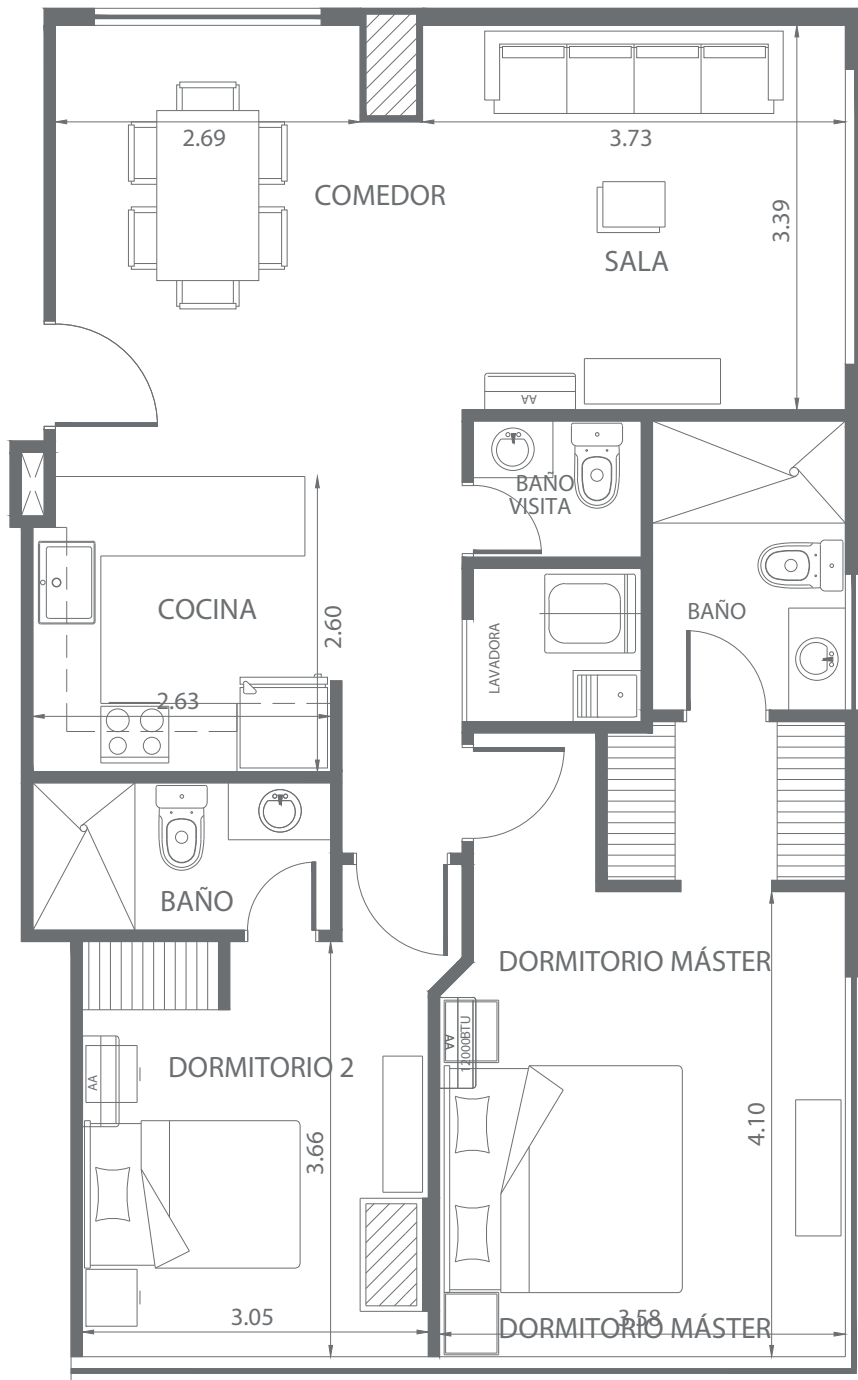 2.69
3.73
COMEDOR
3.39
SALA
AA
BAÑO
VISITA
COCINA
2.60
BAÑO
LAVADORA
2.63
BAÑO
DORMITORIO MÁSTER
AA
12000BTU
DORMITORIO 2
AA
4.10
3.66
3.05
3.58
DORMITORIO MÁSTER